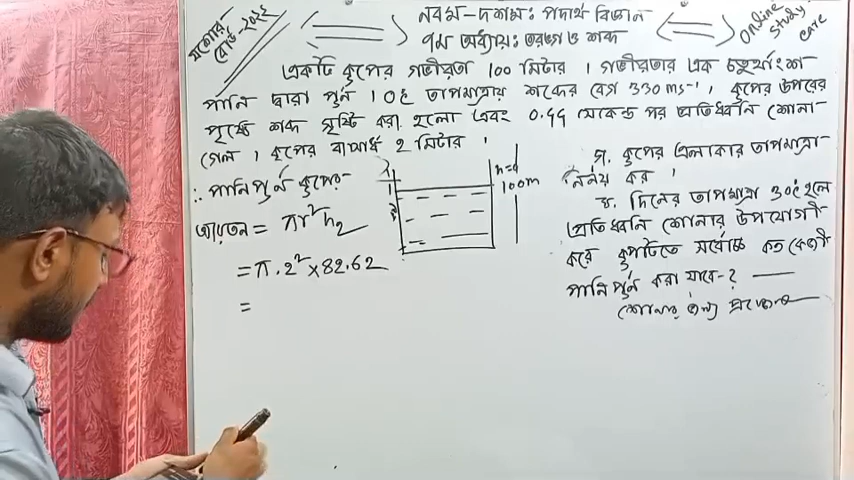 যশোর বোর্ড-২০২২
নবম-দশম: পদার্থ বিজ্ঞান
৭ম অধ্যায়ঃ তরঙ্গ ও শব্দ
Online Study care
একটি কূপের গভীরতা 100 মিটার । গভীরতার এক চতুর্থাংশ
পানি দ্বারা পূর্ন । 0℃ তাপমাত্রায় শব্দের বেগ 330 ms⁻¹, কূপের উপরের
পৃষ্ঠে শব্দ সৃষ্টি করা হলো এবং 0.44 সেকেন্ড পর প্রতিধ্বনি শোনা
গেল । কূপের ব্যাসার্ধ 2 মিটার ।
∴ পানিপূর্ন কূপের
আয়তন = πr²h₂
= π.2²×82.62
=
100m
গ. কূপের এলাকার তাপমাত্রা
নির্নয় কর ।
ঘ. দিনের তাপমাত্রা 30℃ হলে
প্রতিধ্বনি শোনার উপযোগী
করে কূপটিতে সর্বোচ্চ কত কেজি
পানি পূর্ন করা যাবে-?
শোনার জন্য